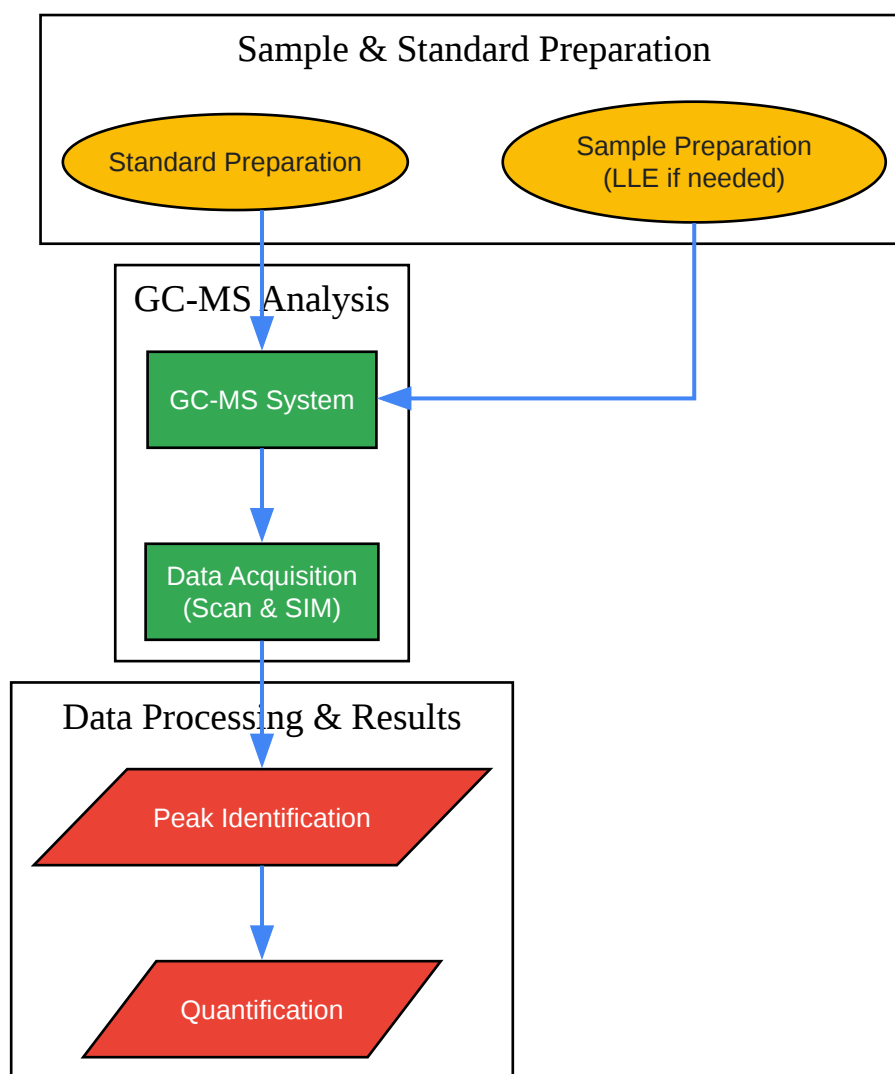 Sample & Standard Preparation
Standard Preparation
Sample Preparation
(LLE if needed)
GC-MS Analysis
GC-MS System
Data Acquisition
(Scan & SIM)
Data Processing & Results
Peak Identification
Quantification